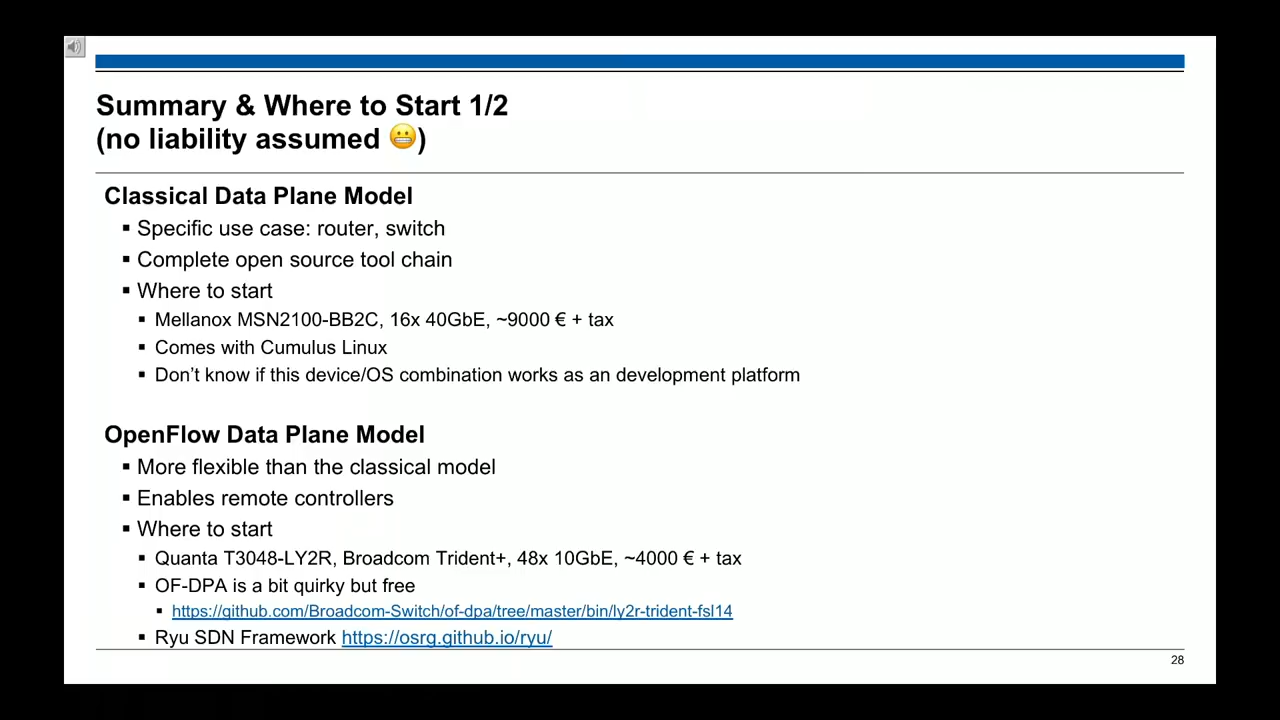 Summary & Where to Start 1/2
(no liability assumed 😬)
Classical Data Plane Model
▪ Specific use case: router, switch
▪ Complete open source tool chain
▪ Where to start
▪ Mellanox MSN2100-BB2C, 16x 40GbE, ~9000 € + tax
▪ Comes with Cumulus Linux
▪ Don’t know if this device/OS combination works as an development platform
OpenFlow Data Plane Model
▪ More flexible than the classical model
▪ Enables remote controllers
▪ Where to start
▪ Quanta T3048-LY2R, Broadcom Trident+, 48x 10GbE, ~4000 € + tax
▪ OF-DPA is a bit quirky but free
▪ https://github.com/Broadcom-Switch/of-dpa/tree/master/bin/ly2r-trident-fsl14
▪ Ryu SDN Framework https://osrg.github.io/ryu/
28